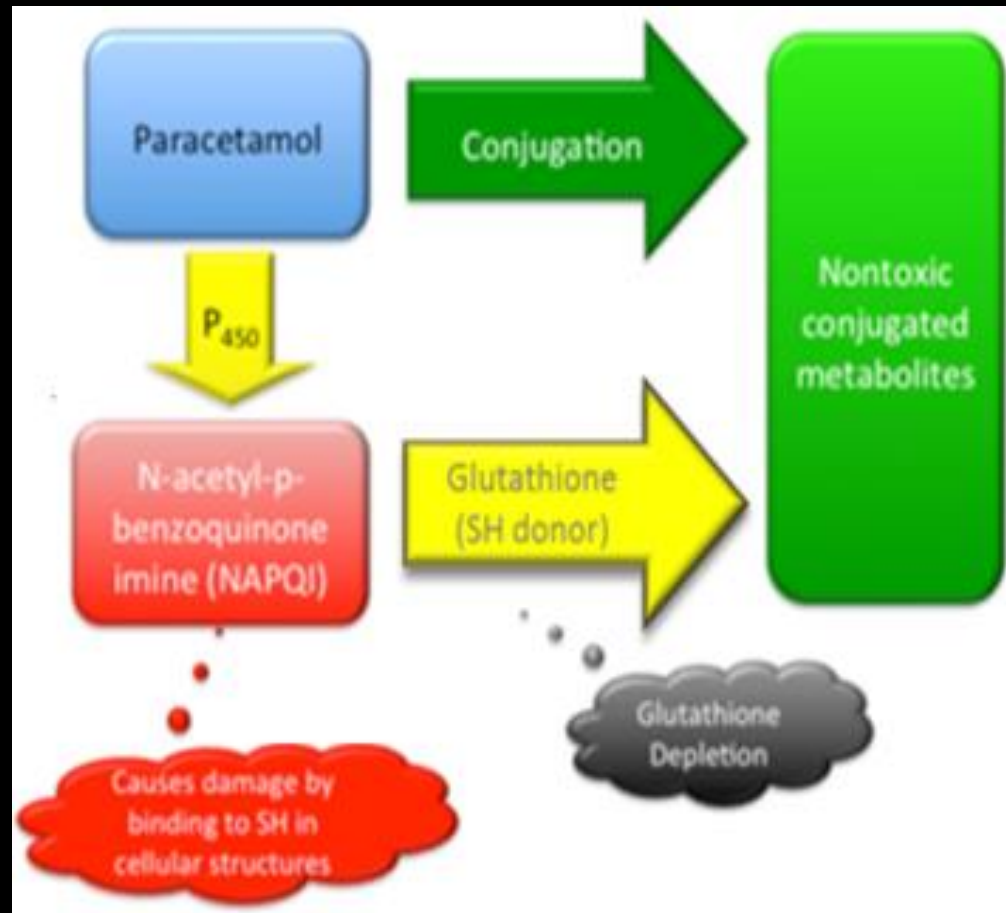 Paracetamol
Conjugation
P450
Nontoxic
conjugated
metabolites
N-acetyl-p-
benzoquinone
imine (NAPQI)
Glutathione
(SH donor)
Glutathione
Depletion
Causes damage by
binding to SH in
cellular structures